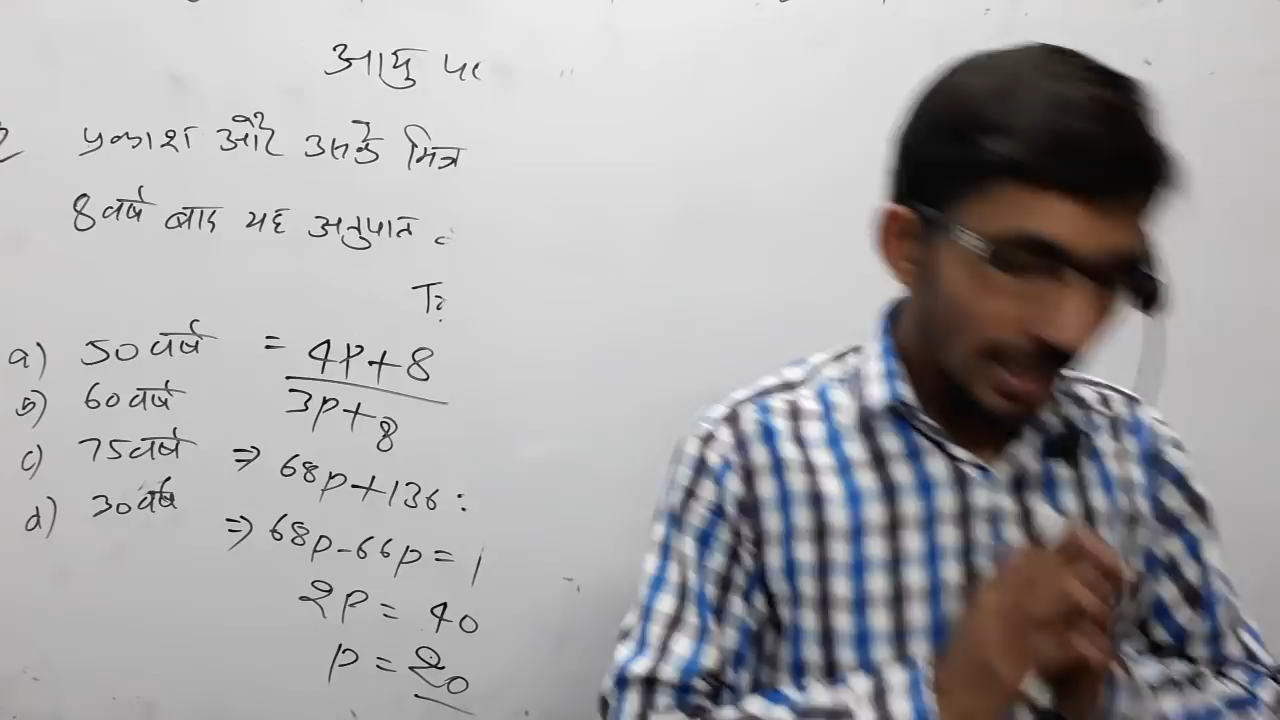 आयु
प्रकाश और उसके मित्र
8 वर्ष बाद यह अनुपात
a) 50 वर्ष = 4P+8
3P+8
b) 60 वर्ष
c) 75 वर्ष ⇒ 68p+136
d) 30 वर्ष
⇒ 68p-66p =
2P = 40
p = 20